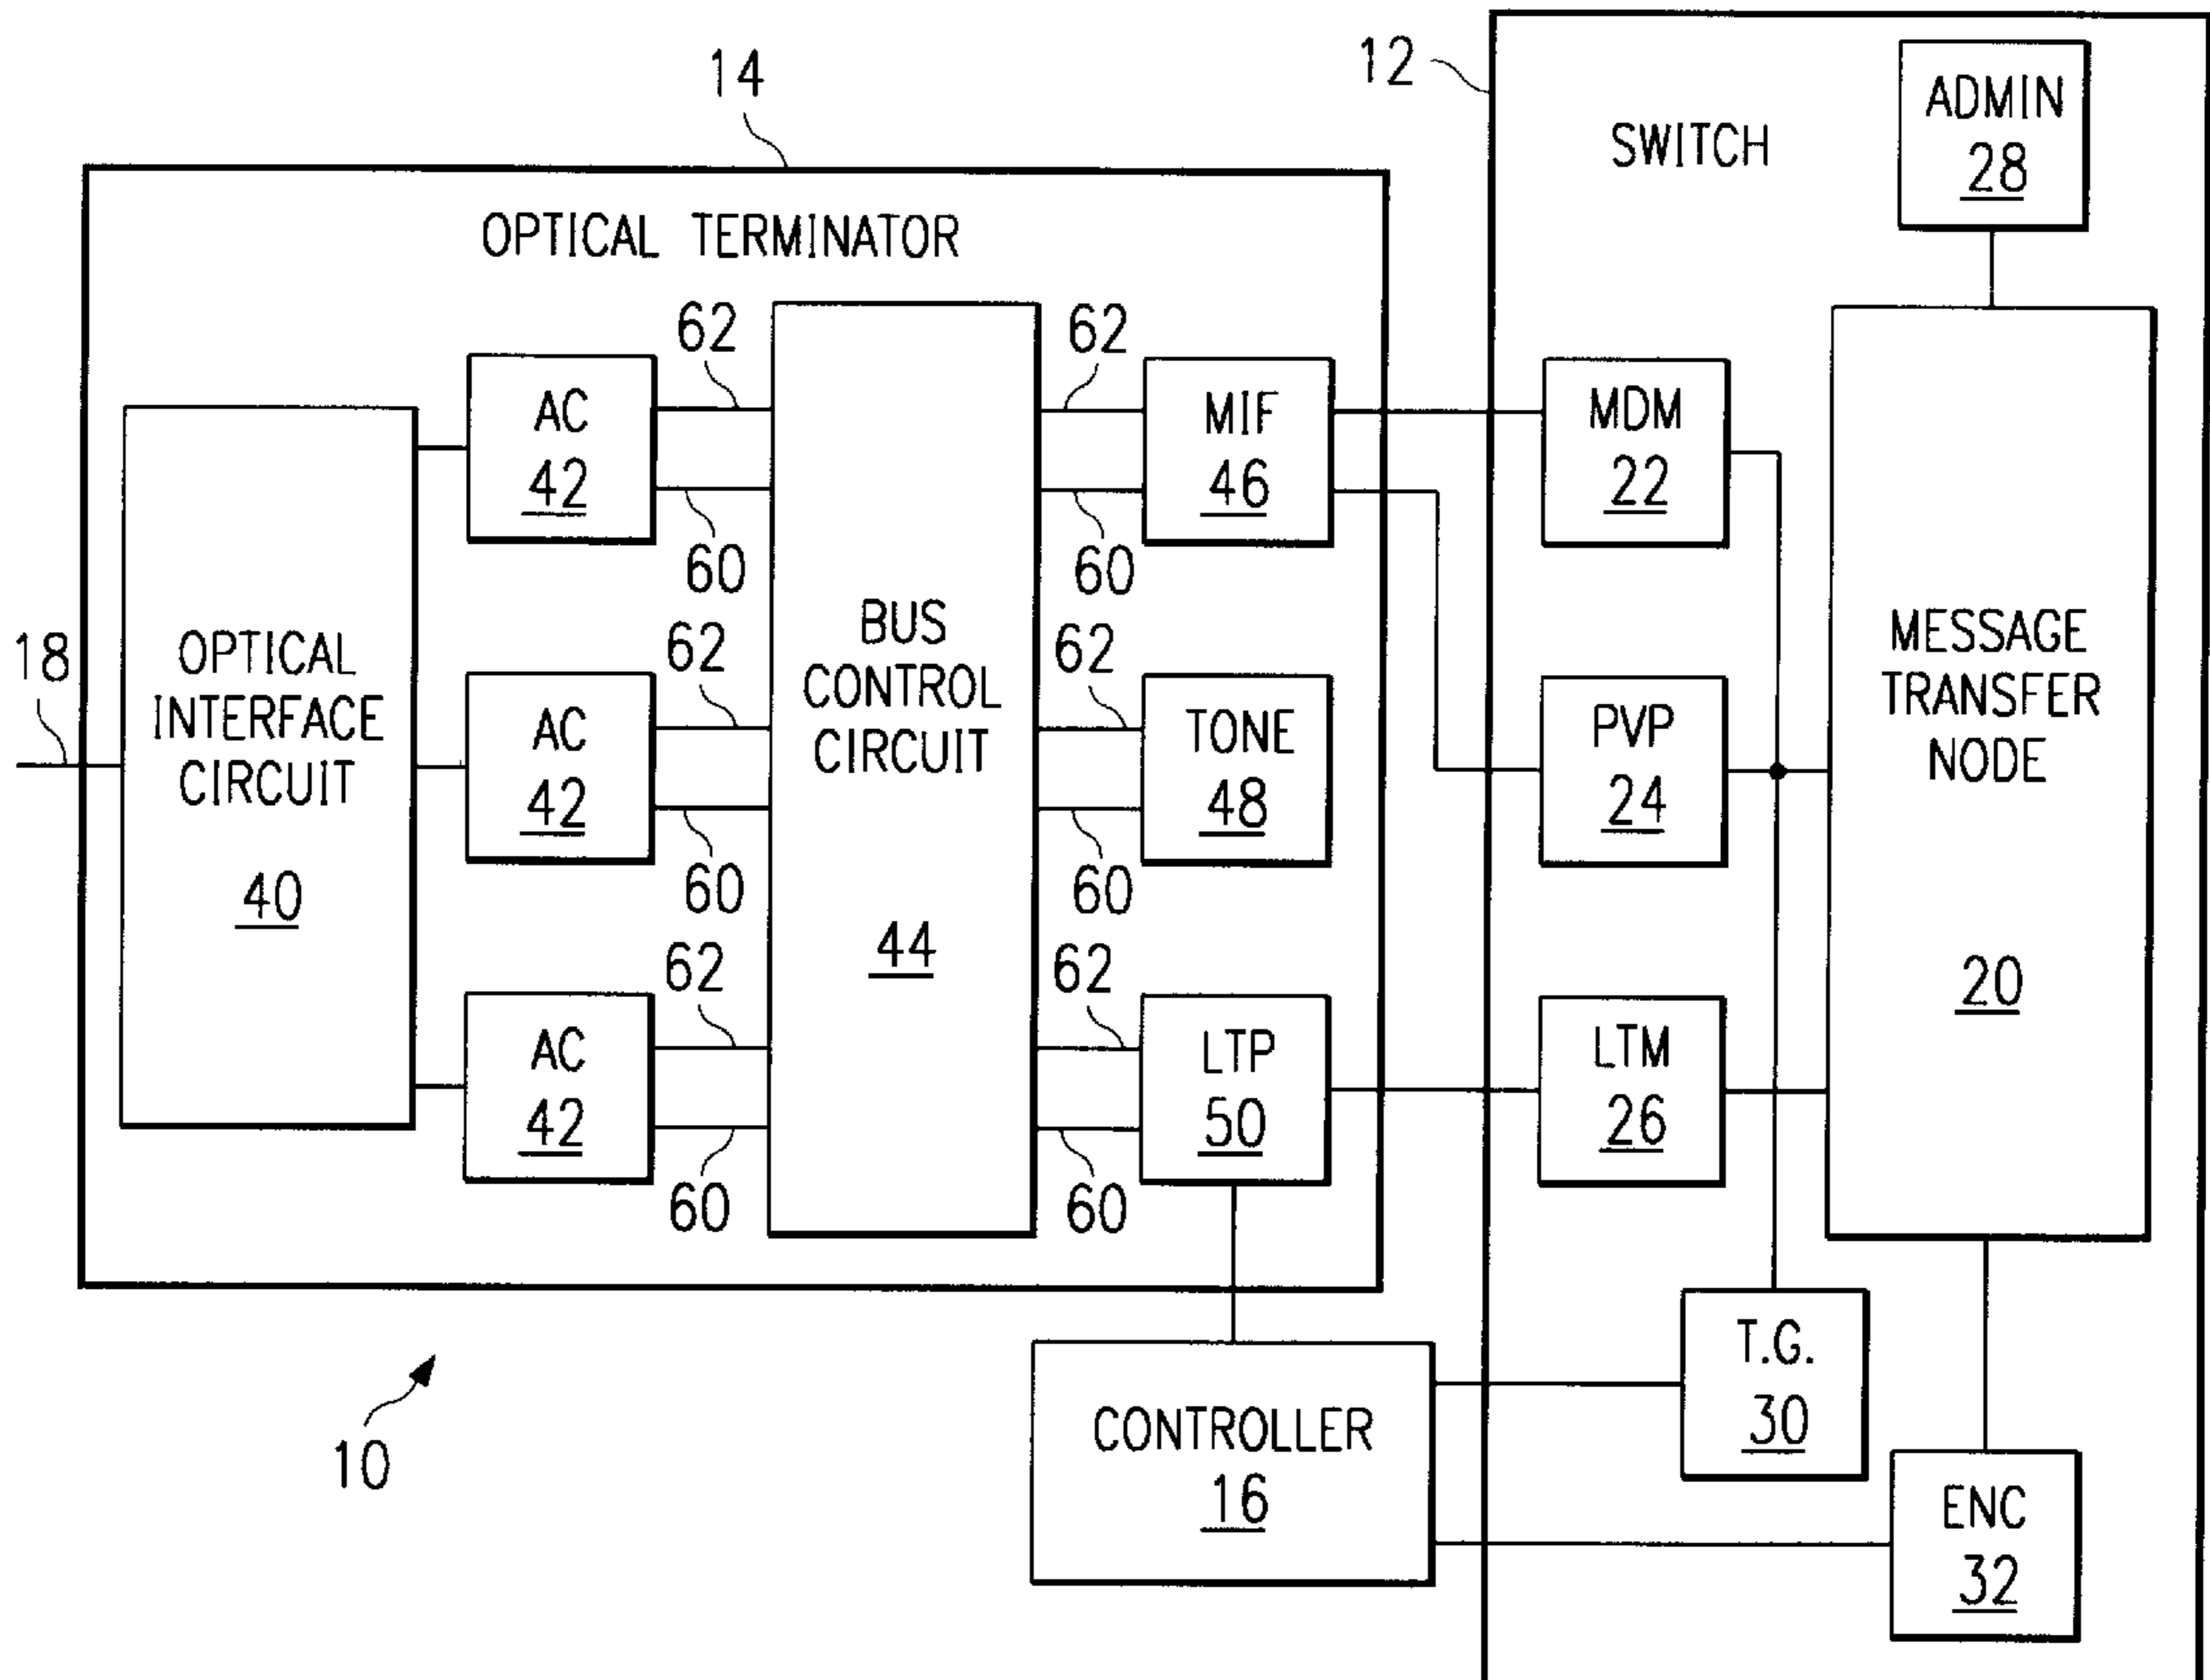 14
12
SWITCH
ADMIN
28
OPTICAL TERMINATOR
OPTICAL
INTERFACE
CIRCUIT
40
18
AC
42
62
60
AC
42
62
60
AC
42
62
60
BUS
CONTROL
CIRCUIT
44
62
60
MIF
46
62
60
TONE
48
62
60
LTP
50
MDM
22
PVP
24
LTM
26
MESSAGE
TRANSFER
NODE
20
T.G.
30
ENC
32
CONTROLLER
16
10